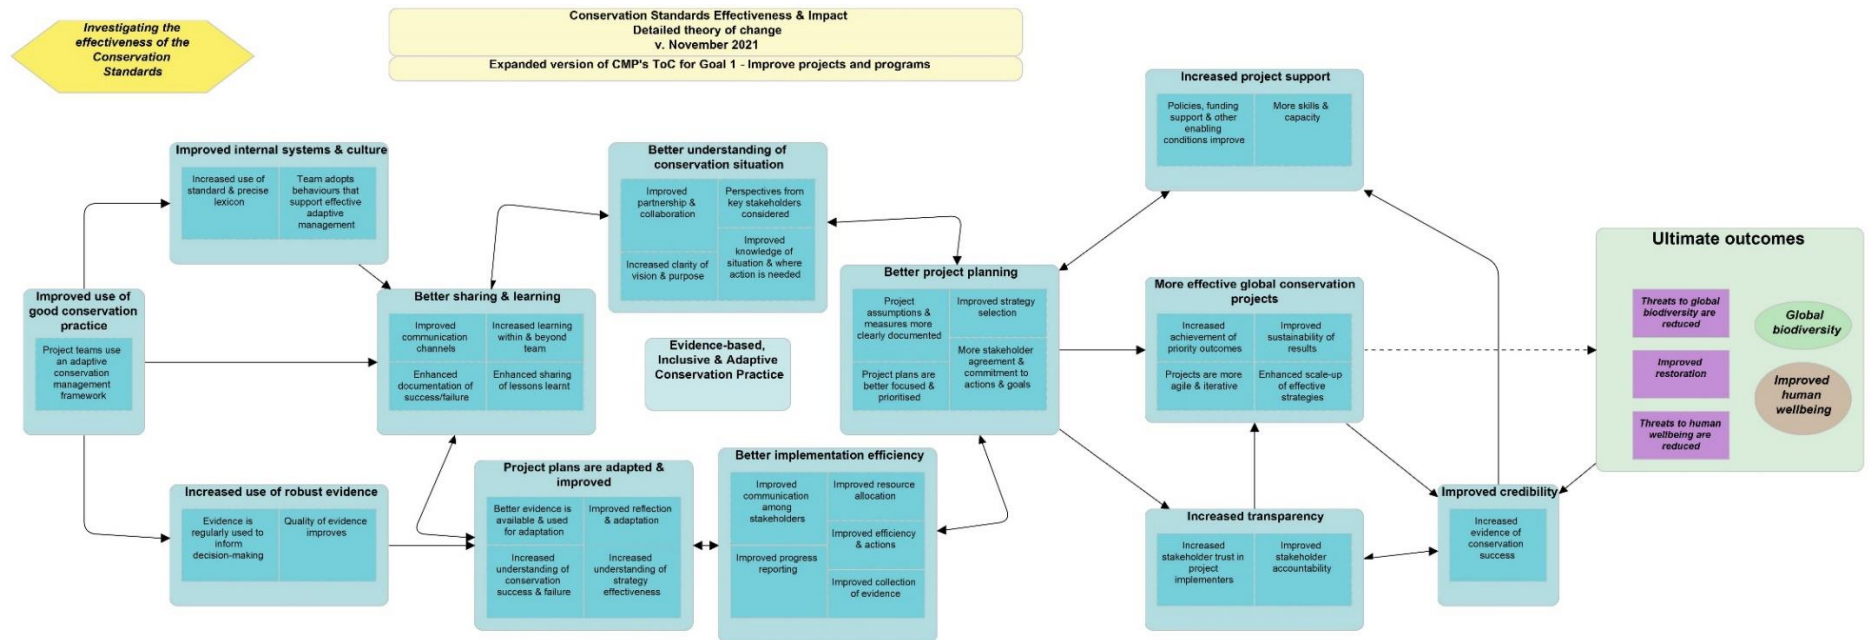 Investigating the
effectiveness of the
Conservation
Standards
Conservation Standards Effectiveness & Impact
Detailed theory of change
v. November 2021
Expanded version of CMP's ToC for Goal 1 - Improve projects and programs
Increased project support
Policies, funding
support & other
enabling
conditions improve
More skills &
capacity
Improved internal systems & culture
Increased use of
standard & precise
lexicon
Team adopts
behaviours that
support effective
adaptive
management
Better understanding of
conservation situation
Improved
partnership &
collaboration
Perspectives from
key stakeholders
considered
Increased clarity of
vision & purpose
Improved
knowledge of
situation & where
action is needed
Improved use of
good conservation
practice
Project teams use
an adaptive
conservation
management
framework
Better sharing & learning
Improved
communication
channels
Increased learning
within & beyond
team
Enhanced
documentation of
success/failure
Enhanced sharing
of lessons learnt
Evidence-based,
Inclusive & Adaptive
Conservation Practice
Better project planning
Project
assumptions &
measures more
clearly documented
Improved strategy
selection
Project plans are
better focused &
prioritised
More stakeholder
agreement &
commitment to
actions & goals
More effective global conservation
projects
Increased
achievement of
priority outcomes
Improved
sustainability of
results
Projects are more
agile & iterative
Enhanced scale-up
of effective
strategies
Ultimate outcomes
Threats to global
biodiversity are
reduced
Improved
restoration
Threats to human
wellbeing are
reduced
Global
biodiversity
Improved
human
wellbeing
Increased use of robust evidence
Evidence is
regularly used to
inform
decision-making
Quality of evidence
improves
Project plans are adapted &
improved
Better evidence is
available & used
for adaptation
Improved reflection
& adaptation
Increased
understanding of
conservation
success & failure
Increased
understanding of
strategy
effectiveness
Better implementation efficiency
Improved
communication
among
stakeholders
Improved resource
allocation
Improved progress
reporting
Improved efficiency
& actions
Improved collection
of evidence
Increased transparency
Increased
stakeholder trust in
project
implementers
Improved
stakeholder
accountability
Improved credibility
Increased
evidence of
conservation
success